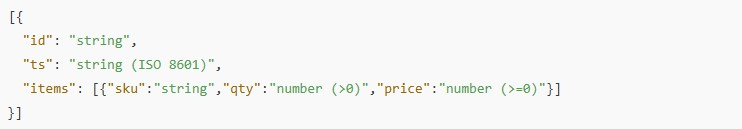 [{
  "id": "string",
  "ts": "string (ISO 8601)",
  "items": [{"sku":"string","qty":"number (>0)","price":"number (>=0)"}]
}]